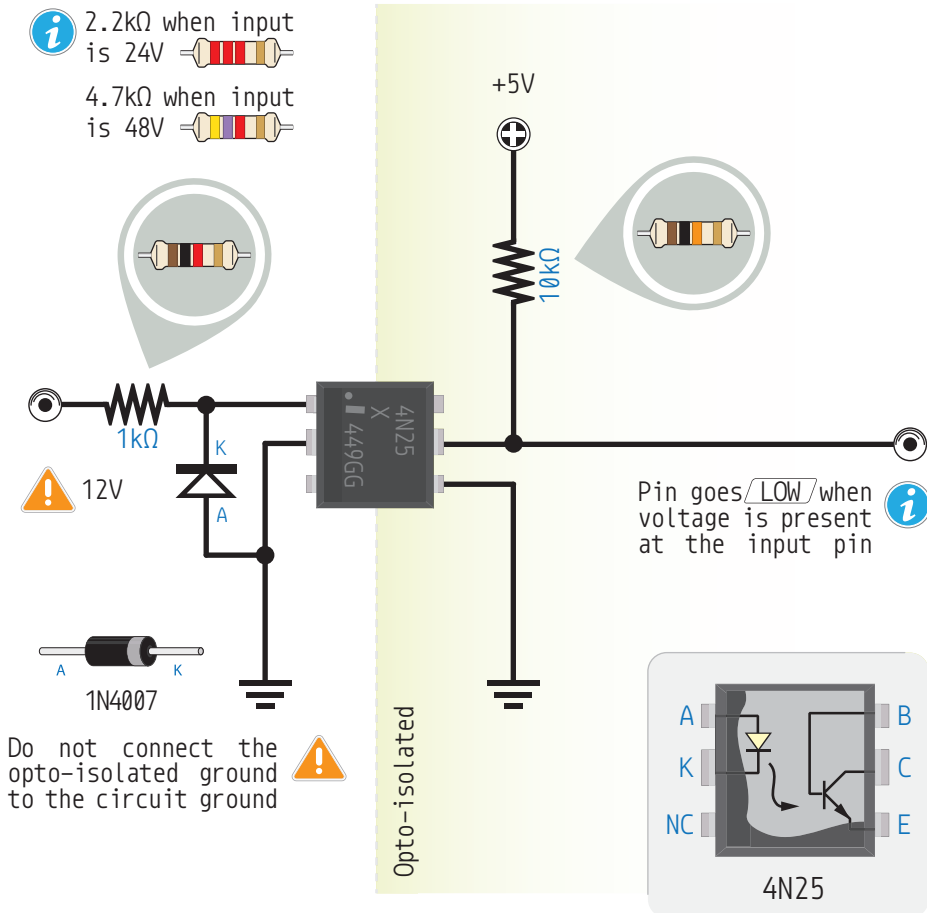 2.2kΩ when input
is 24V
4.7kΩ when input
is 48V
+5V
10kΩ
1kΩ
K
A
12V
4N25
X
449GG
Pin goes LOW when
voltage is present
at the input pin
A
K
1N4007
Do not connect the
opto-isolated ground
to the circuit ground
Opto-isolated
A
K
NC
B
C
E
4N25